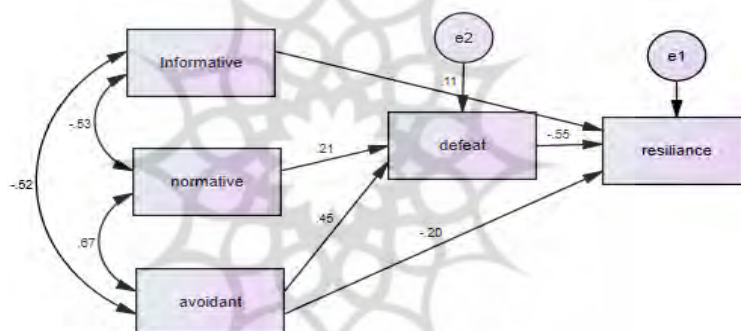 e2
Informative
e1
.11
-.53
defeat
-.55
resiliance
.21
-.52
normative
.45
.67
-.20
avoidant